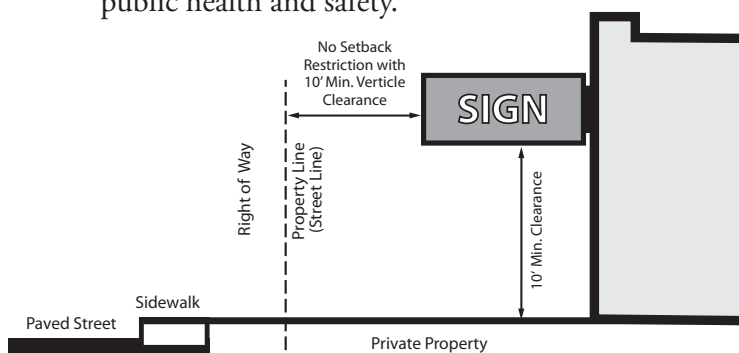 public health and safety.
No Setback
Restriction with
10’ Min. Verticle
Clearance
SIGN
Right of Way
Property Line
(Street Line)
10’ Min. Clearance
Sidewalk
Paved Street
Private Property